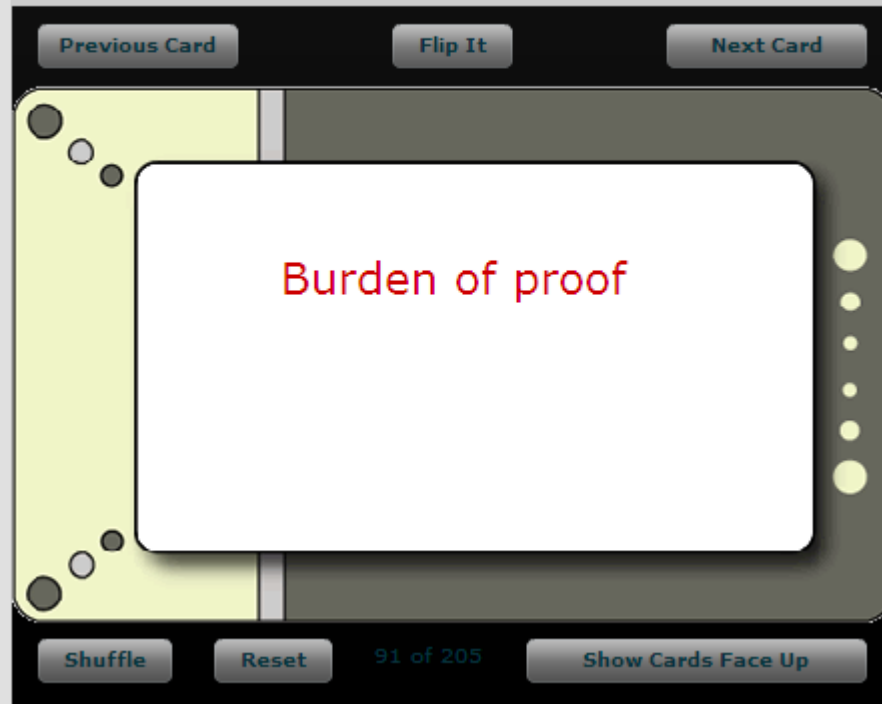 Previous Card Flip It Next Card
Burden of proof
Shuffle Reset 91 of 205 Show Cards Face Up